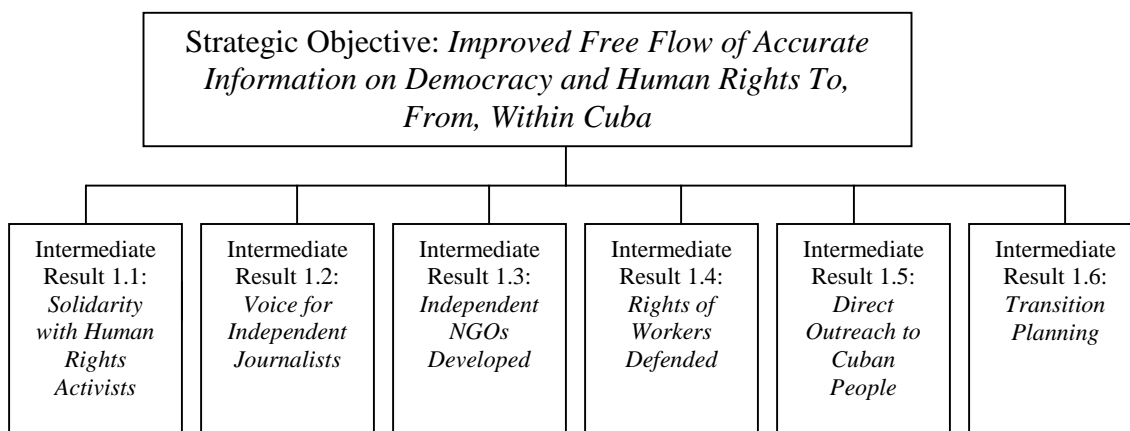 Strategic Objective: Improved Free Flow of Accurate
Information on Democracy and Human Rights To,
From, Within Cuba
Intermediate
Result 1.1:
Solidarity
with Human
Rights
Activists
Intermediate
Result 1.2:
Voice for
Independent
Journalists
Intermediate
Result 1.3:
Independent
NGOs
Developed
Intermediate
Result 1.4:
Rights of
Workers
Defended
Intermediate
Result 1.5:
Direct
Outreach to
Cuban
People
Intermediate
Result 1.6:
Transition
Planning